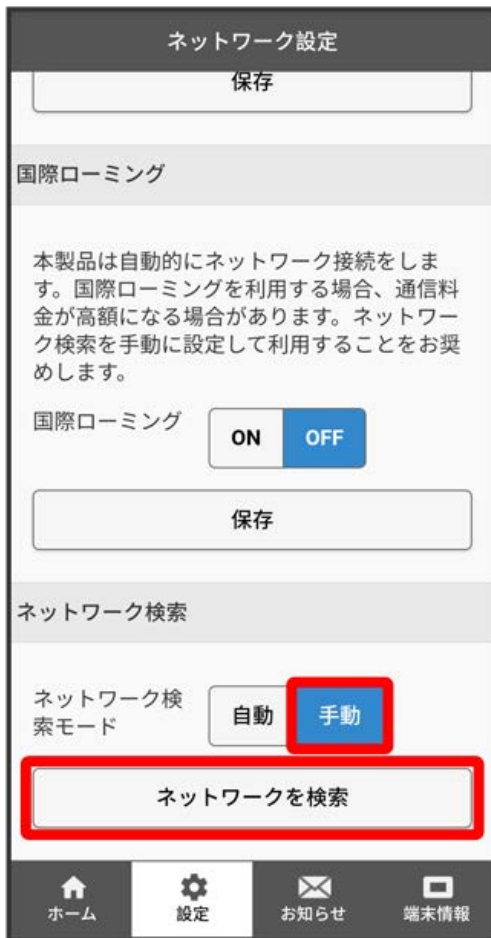 ネットワーク設定
保存
国際ローミング
本製品は自動的にネットワーク接続をしま
す。国際ローミングを利用する場合、通信料
金が高額になる場合があります。ネットワー
ク検索を手動に設定して利用することをお奨
めします。
国際ローミング
ON OFF
保存
ネットワーク検索
ネットワーク検
索モード
自動 手動
ネットワークを検索
ホーム 設定 お知らせ 端末情報